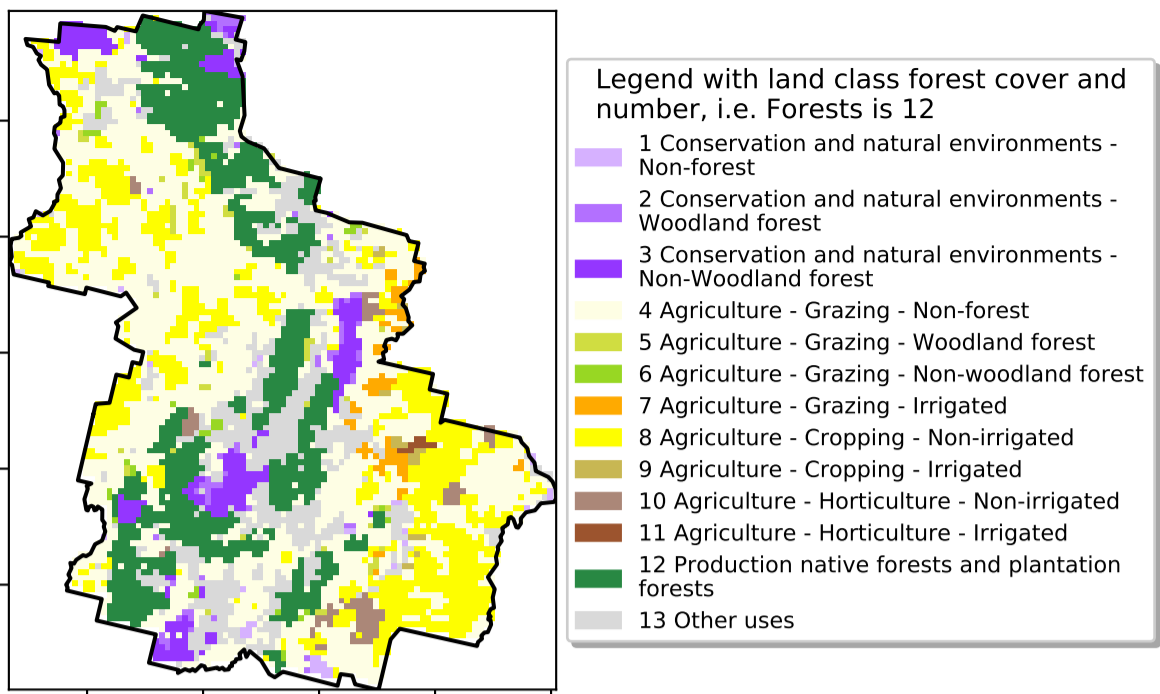 Legend with land class forest cover and
number, i.e. Forests is 12
1 Conservation and natural environments -
Non-forest
2 Conservation and natural environments -
Woodland forest
3 Conservation and natural environments -
Non-Woodland forest
4 Agriculture - Grazing - Non-forest
5 Agriculture - Grazing - Woodland forest
6 Agriculture - Grazing - Non-woodland forest
7 Agriculture - Grazing - Irrigated
8 Agriculture - Cropping - Non-irrigated
9 Agriculture - Cropping - Irrigated
10 Agriculture - Horticulture - Non-irrigated
11 Agriculture - Horticulture - Irrigated
12 Production native forests and plantation
forests
13 Other uses